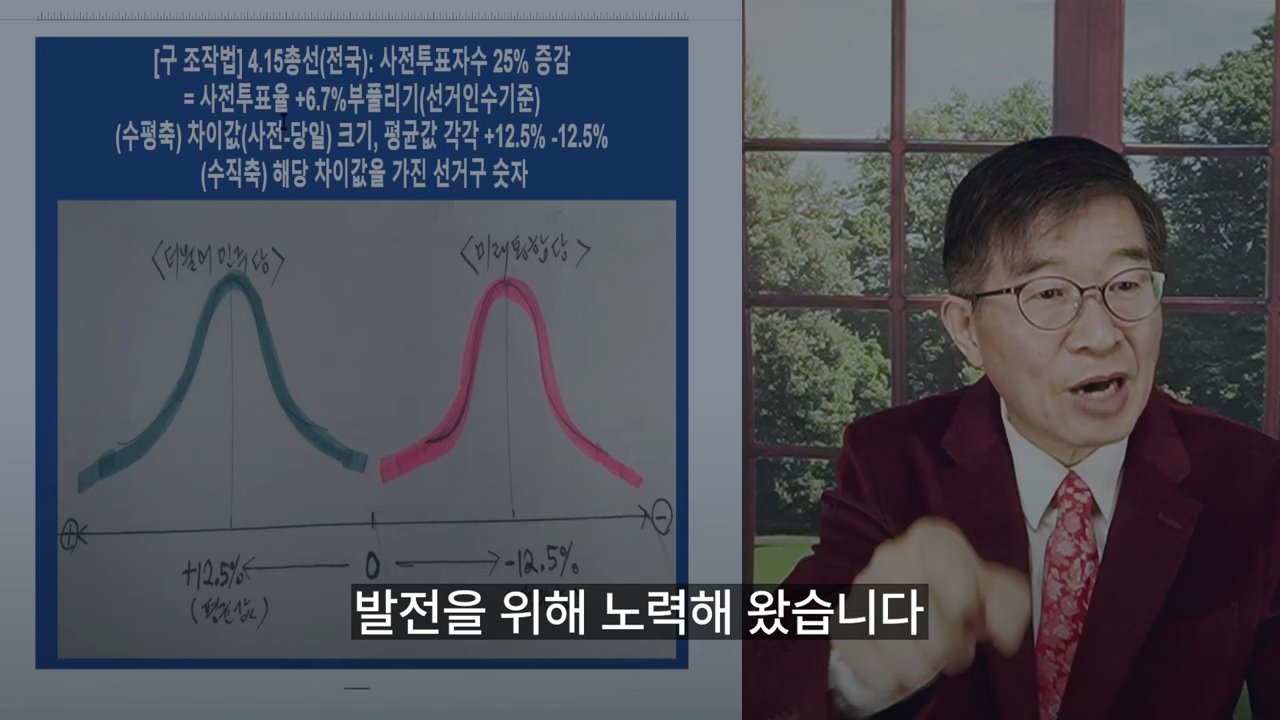 [구 조작법] 4.15총선(전국): 사전투표자수 25% 증감
= 사전투표율 +6.7%부풀리기(선거인수기준)
(수평축) 차이값(사전-당일) 크기, 평균값 각각 +12.5% -12.5%
(수직축) 해당 차이값을 가진 선거구 숫자
<더불어 민주당>
<미래통합당>
+
-
+12.5%
0
-12.5%
(평균값)
발전을 위해 노력해 왔습니다